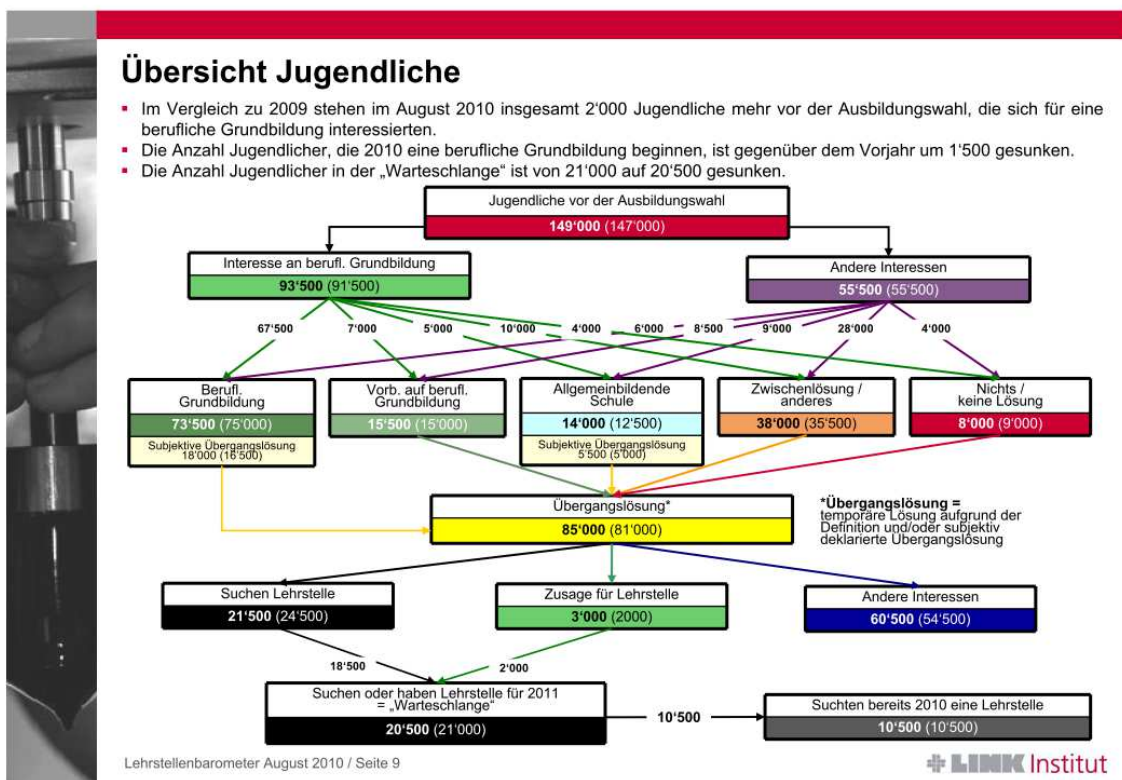 Übersicht Jugendliche
▪ Im Vergleich zu 2009 stehen im August 2010 insgesamt 2‘000 Jugendliche mehr vor der Ausbildungswahl, die sich für eine
berufliche Grundbildung interessierten.
▪ Die Anzahl Jugendlicher, die 2010 eine berufliche Grundbildung beginnen, ist gegenüber dem Vorjahr um 1‘500 gesunken.
▪ Die Anzahl Jugendlicher in der „Warteschlange“ ist von 21‘000 auf 20‘500 gesunken.
Jugendliche vor der Ausbildungswahl
149‘000 (147‘000)
Interesse an berufl. Grundbildung
93‘500 (91‘500)
Andere Interessen
55‘500 (55‘500)
67‘500 7‘000 5‘000 10‘000 4‘000 6‘000 8‘500 9‘000 28‘000 4‘000
Berufl.
Grundbildung
73‘500 (75‘000)
Subjektive Übergangslösung
18‘000 (16‘500)
Vorb. auf berufl.
Grundbildung
15‘500 (15‘000)
Allgemeinbildende
Schule
14‘000 (12‘500)
Subjektive Übergangslösung
5‘500 (5‘000)
Zwischenlösung /
anderes
38‘000 (35‘500)
Nichts /
keine Lösung
8‘000 (9‘000)
Übergangslösung*
85‘000 (81‘000)
*Übergangslösung =
temporäre Lösung aufgrund der
Definition und/oder subjektiv
deklarierte Übergangslösung
Suchen Lehrstelle
21‘500 (24‘500)
Zusage für Lehrstelle
3‘000 (2000)
Andere Interessen
60‘500 (54‘500)
18‘500 2‘000
Suchen oder haben Lehrstelle für 2011
= „Warteschlange“
20‘500 (21‘000)
10‘500
Suchten bereits 2010 eine Lehrstelle
10‘500 (10‘500)
Lehrstellenbarometer August 2010 / Seite 9
LINK Institut